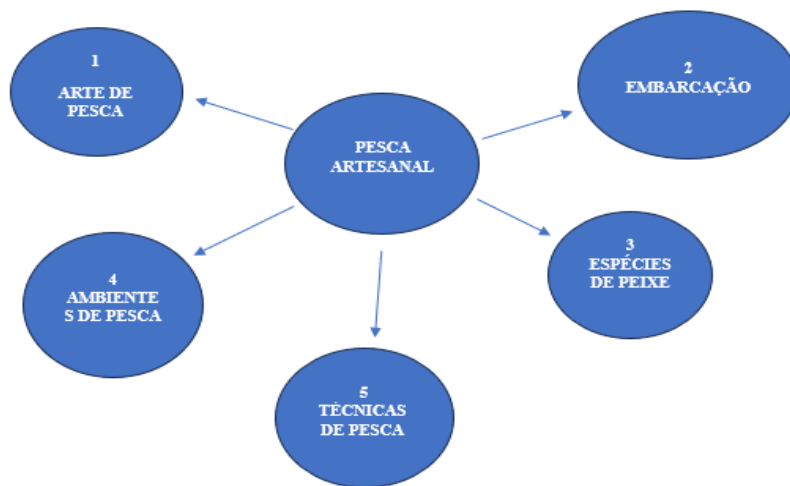 1
ARTE DE
PESCA
2
EMBARCAÇÃO
PESCA
ARTESANAL
3
ESPÉCIES
DE PEIXE
4
AMBIENTE
S DE PESCA
5
TÉCNICAS
DE PESCA